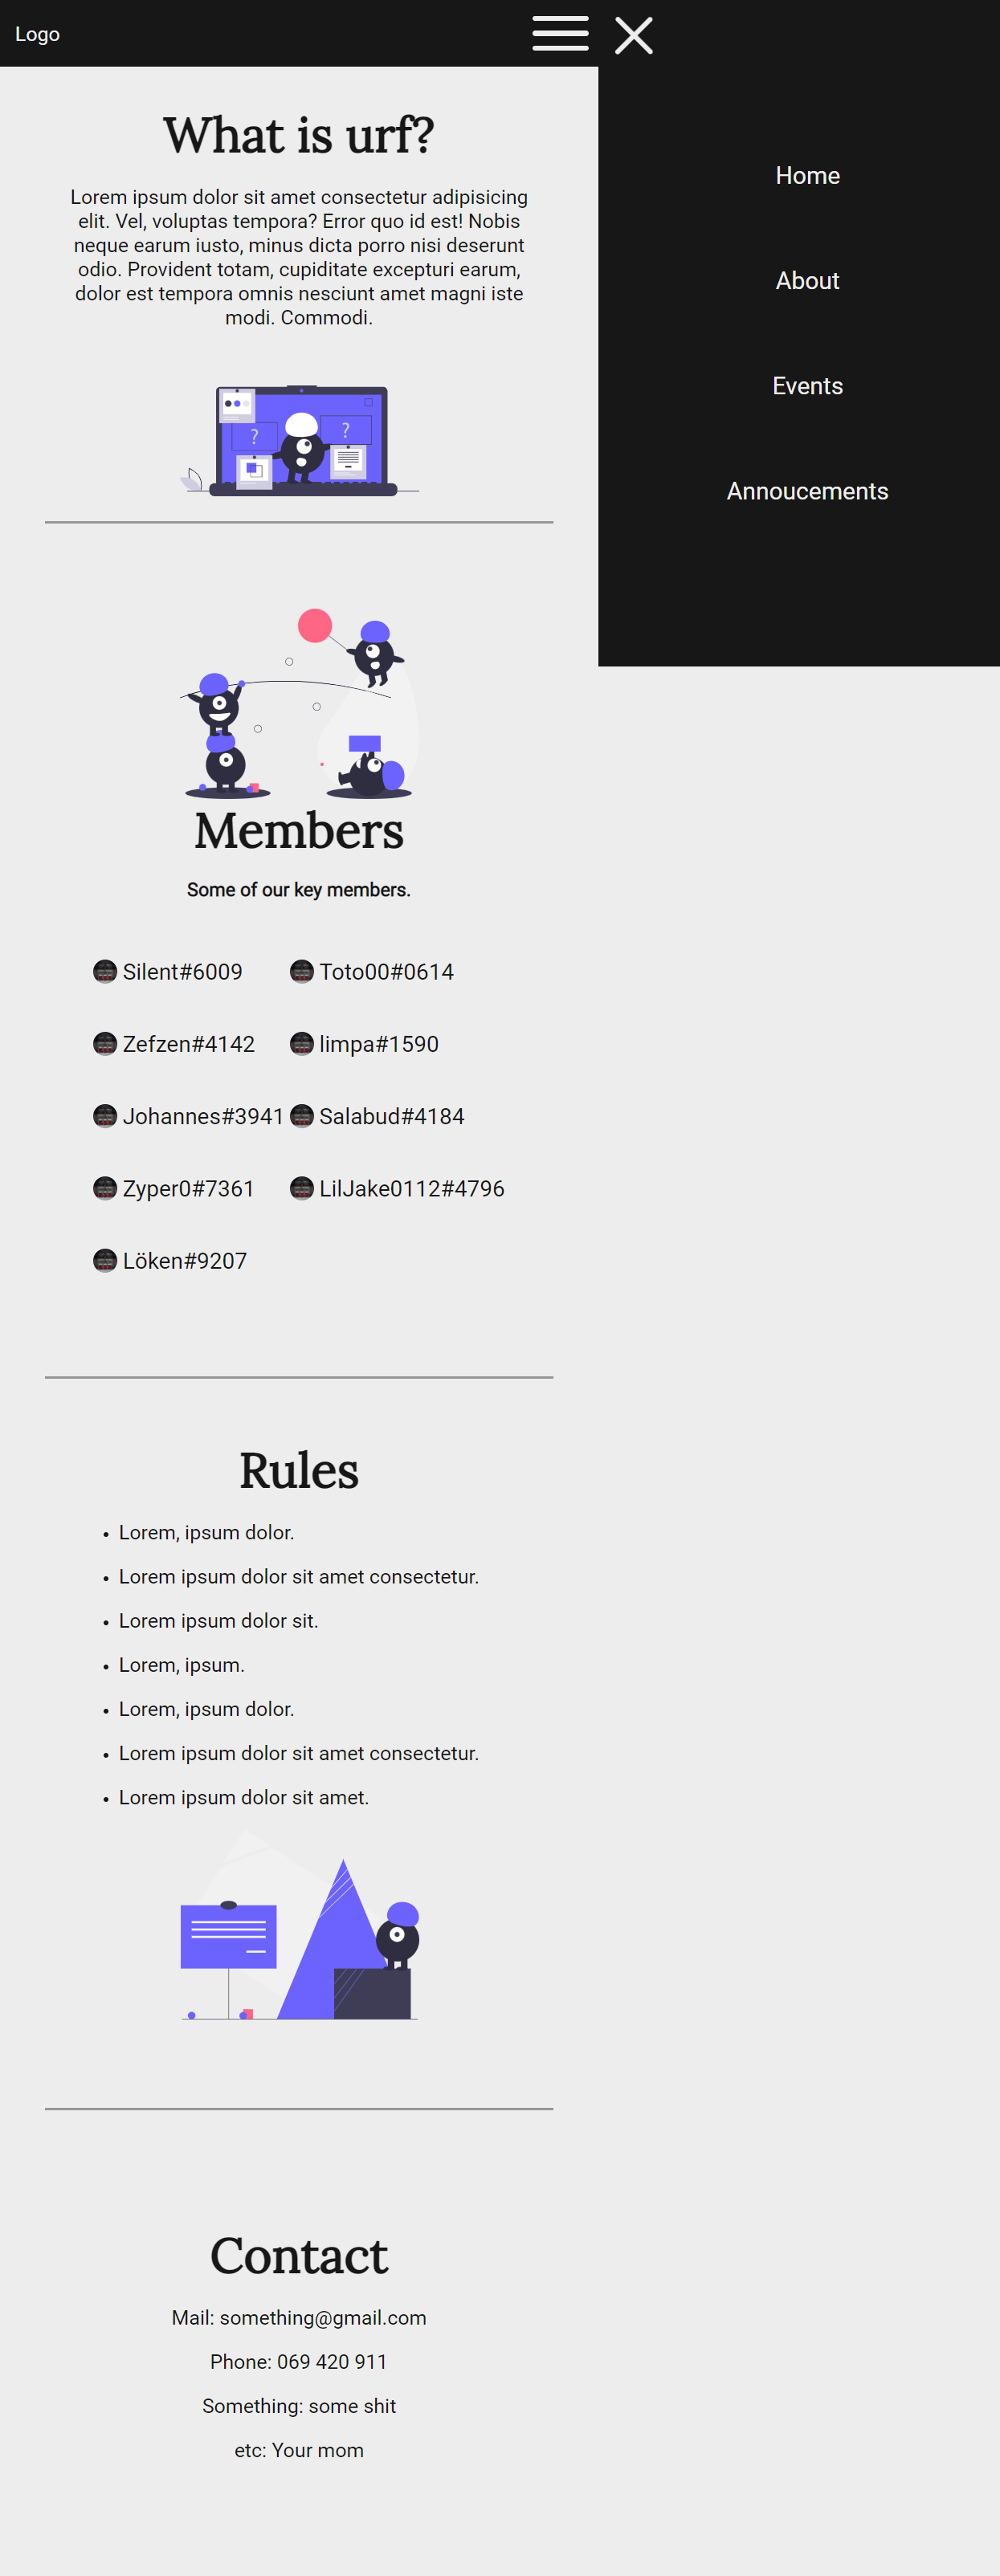 Logo
Home
About
Events
Annoucements
What is urf?
Lorem ipsum dolor sit amet consectetur adipisicing
elit. Vel, voluptas tempora? Error quo id est! Nobis
neque earum iusto, minus dicta porro nisi deserunt
odio. Provident totam, cupiditate excepturi earum,
dolor est tempora omnis nesciunt amet magni iste
modi. Commodi.
? ?
Members
Some of our key members.
Silent#6009 Toto00#0614
Zefzen#4142 limpa#1590
Johannes#3941 Salabud#4184
Zyper0#7361 LilJake0112#4796
Löken#9207
Rules
• Lorem, ipsum dolor.
• Lorem ipsum dolor sit amet consectetur.
• Lorem ipsum dolor sit.
• Lorem, ipsum.
• Lorem, ipsum dolor.
• Lorem ipsum dolor sit amet consectetur.
• Lorem ipsum dolor sit amet.
Contact
Mail: something@gmail.com
Phone: 069 420 911
Something: some shit
etc: Your mom